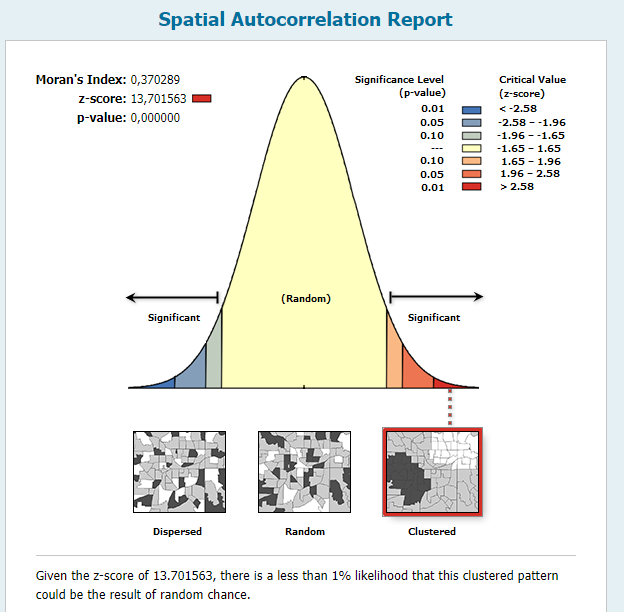 Spatial Autocorrelation Report
Moran's Index: 0,370289
z-score: 13,701563
p-value: 0,000000
Significance Level
(p-value)
Critical Value
(z-score)
0.01 < -2.58
0.05 -2.58 – -1.96
0.10 -1.96 – -1.65
--- -1.65 – 1.65
0.10 1.65 – 1.96
0.05 1.96 – 2.58
0.01 > 2.58
(Random)
Significant
Significant
Dispersed
Random
Clustered
Given the z-score of 13.701563, there is a less than 1% likelihood that this clustered pattern
could be the result of random chance.